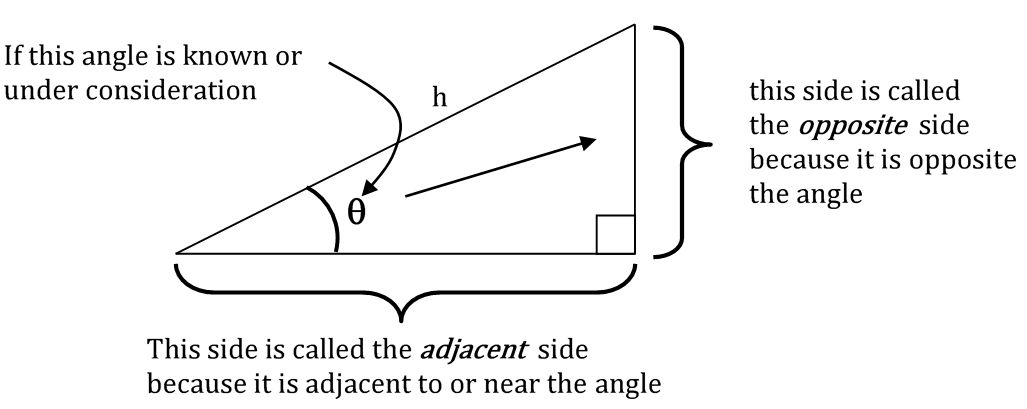 If this angle is known or
under consideration
h
this side is called
the opposite side
because it is opposite
the angle
θ
This side is called the adjacent side
because it is adjacent to or near the angle